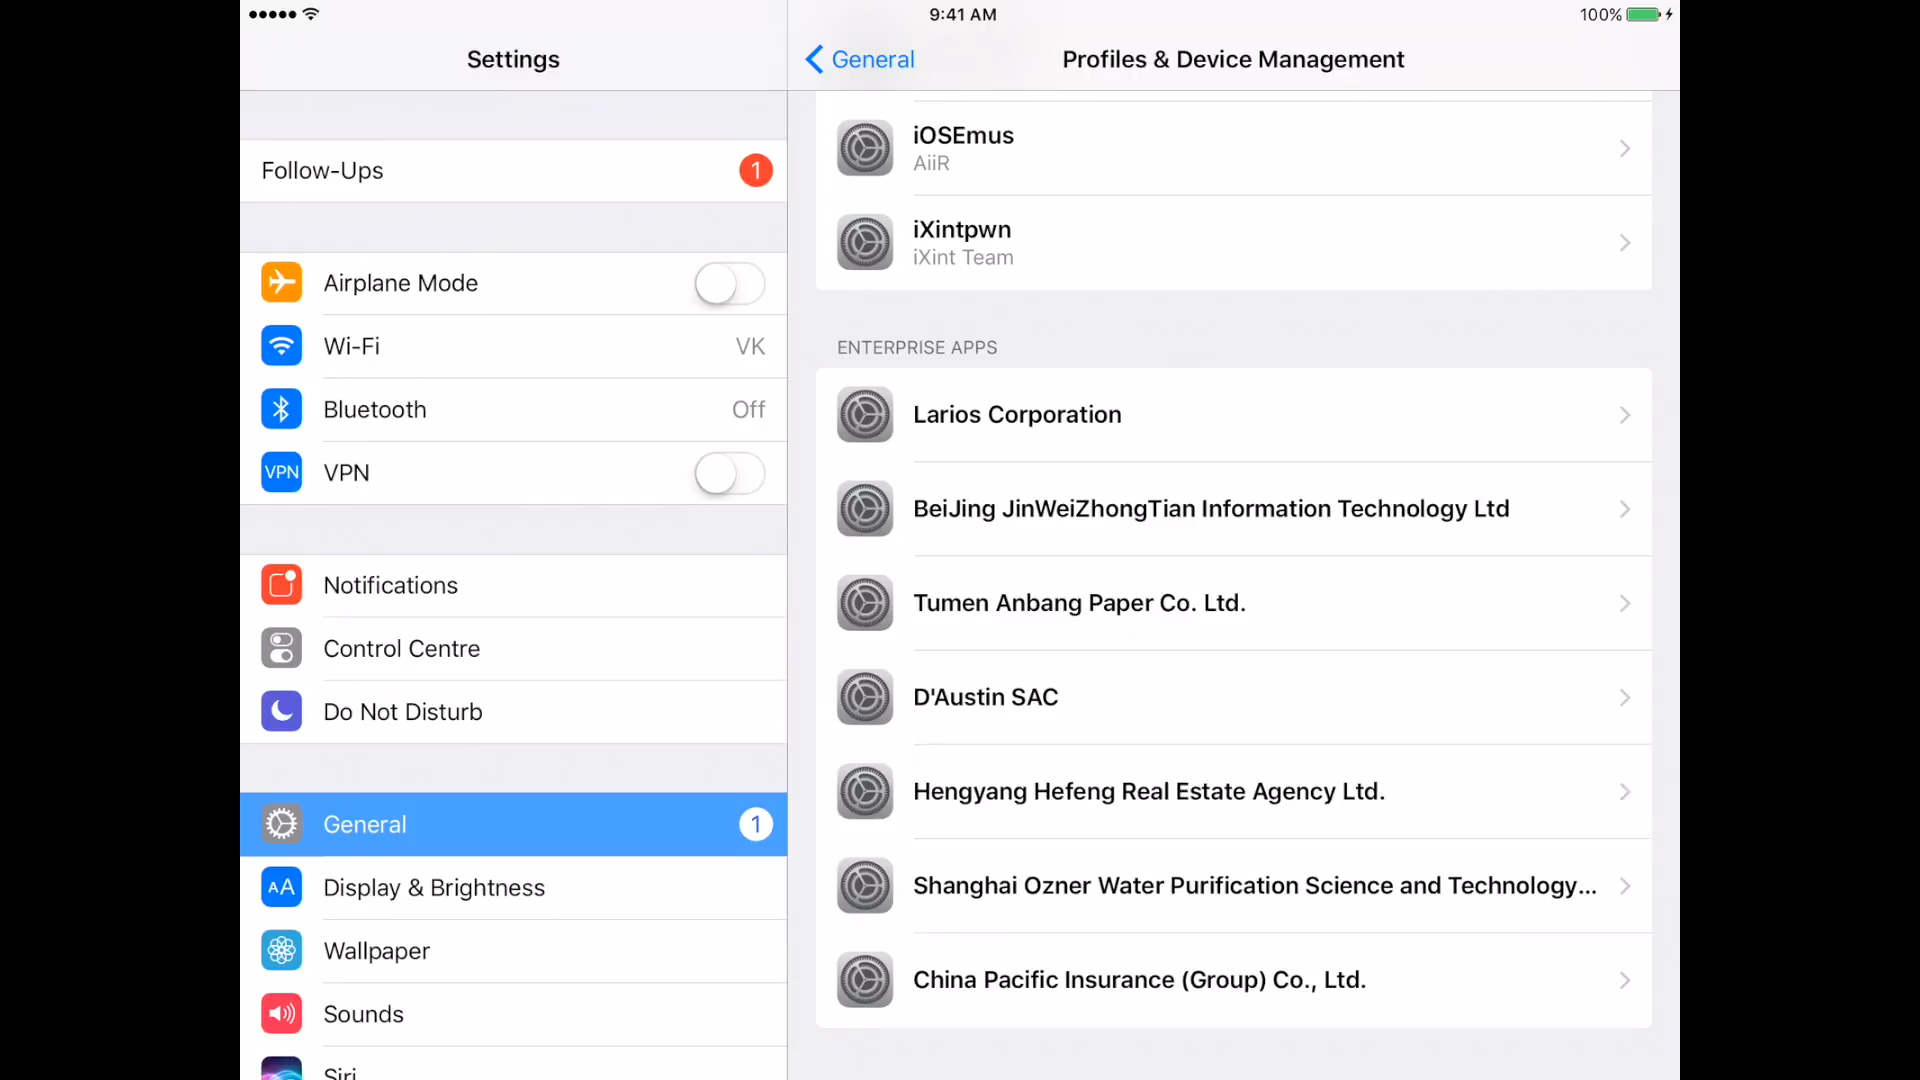 9:41 AM
100%
Settings
General
Profiles & Device Management
Follow-Ups
1
Airplane Mode
Wi-Fi
VK
Bluetooth
Off
VPN
VPN
Notifications
Control Centre
Do Not Disturb
General
1
AA
Display & Brightness
Wallpaper
Sounds
Siri
iOSEmus
AiiR
iXintpwn
iXint Team
ENTERPRISE APPS
Larios Corporation
BeiJing JinWeiZhongTian Information Technology Ltd
Tumen Anbang Paper Co. Ltd.
D'Austin SAC
Hengyang Hefeng Real Estate Agency Ltd.
Shanghai Ozner Water Purification Science and Technology...
China Pacific Insurance (Group) Co., Ltd.